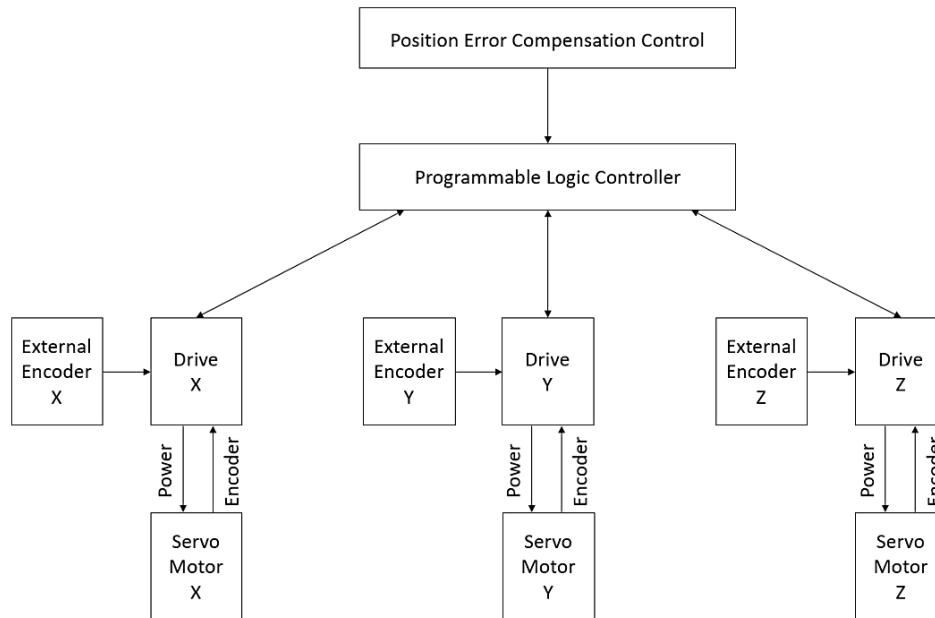 Position Error Compensation Control
Programmable Logic Controller
External
Encoder
X
Drive
X
External
Encoder
Y
Drive
Y
External
Encoder
Z
Drive
Z
Power
Encoder
Power
Encoder
Power
Encoder
Servo
Motor
X
Servo
Motor
Y
Servo
Motor
Z